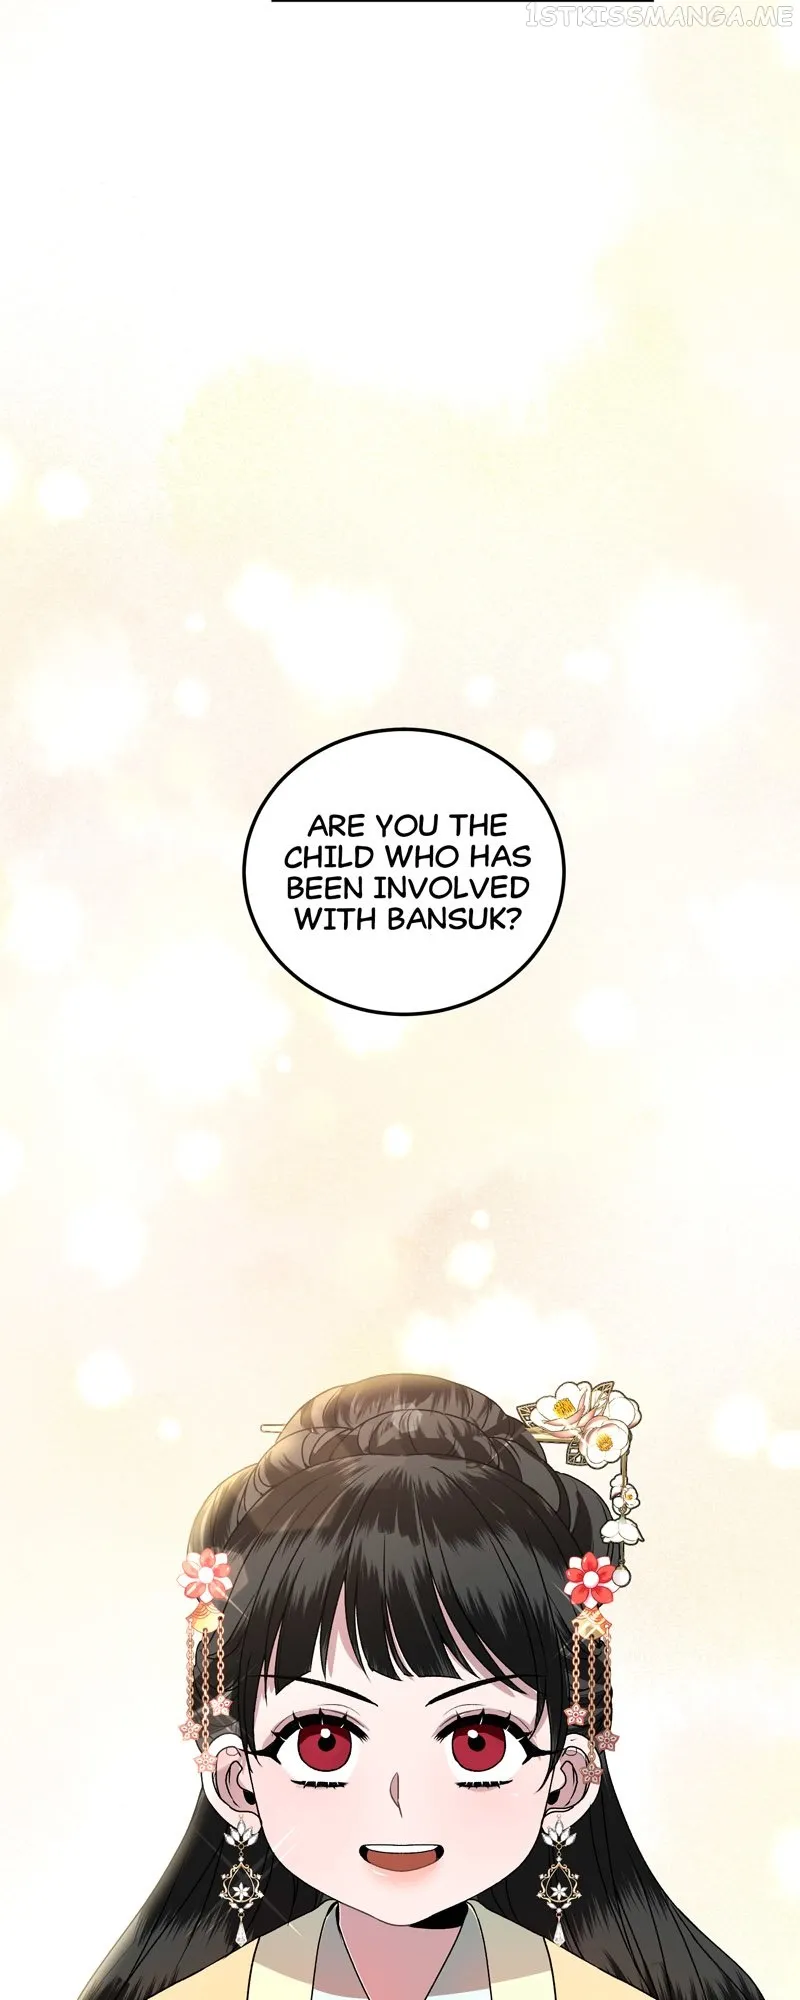 1STKISSMANGA.ME
ARE YOU THE
CHILD WHO HAS
BEEN INVOLVED
WITH BANSUK?